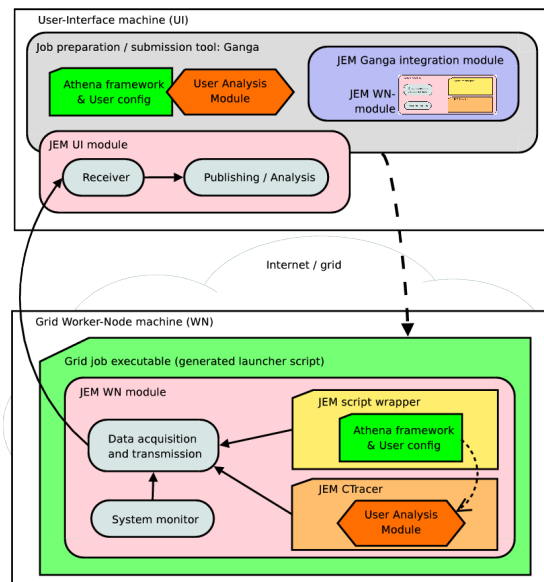 User-Interface machine (UI)
Job preparation / submission tool: Ganga
JEM Ganga integration module
Athena framework
& User config
User Analysis
Module
JEM WN-
module
JEM UI module
Receiver
Publishing / Analysis
Internet / grid
Grid Worker-Node machine (WN)
Grid job executable (generated launcher script)
JEM WN module
JEM script wrapper
Athena framework
& User config
Data acquisition
and transmission
JEM CTracer
System monitor
User Analysis
Module